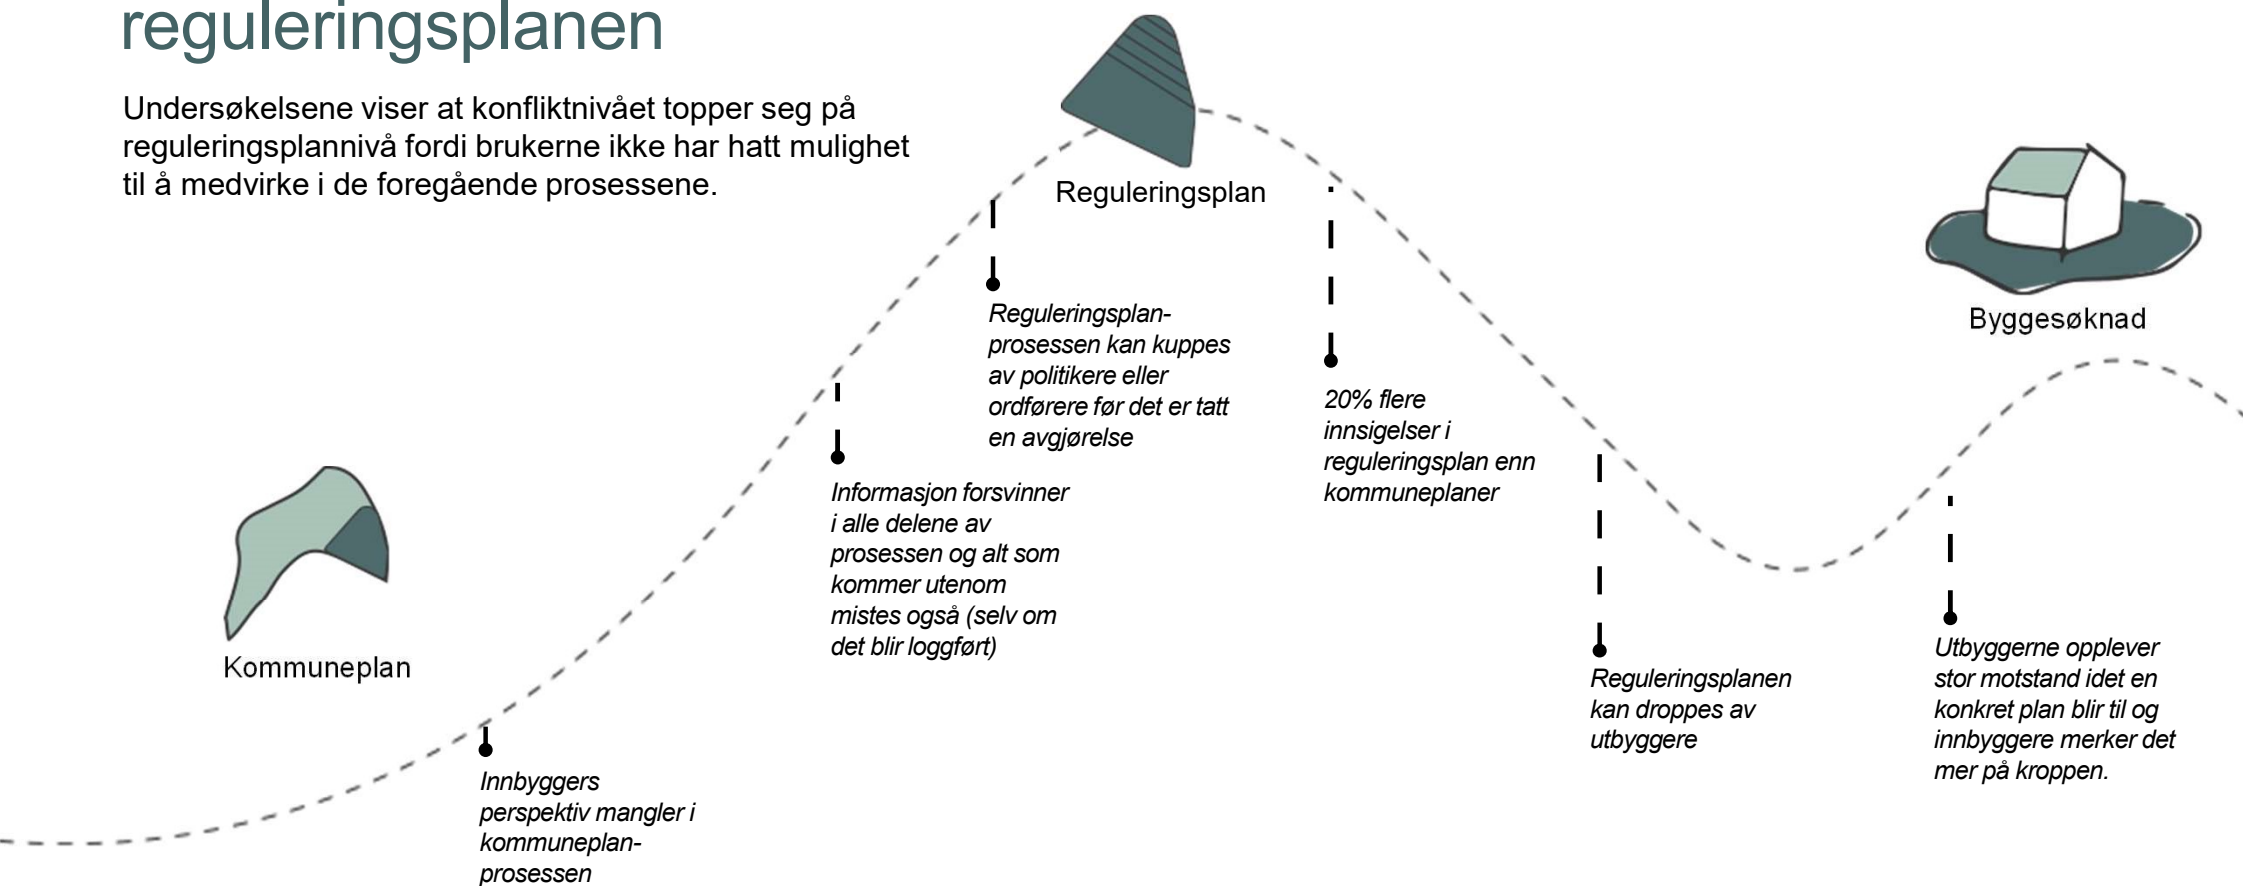 reguleringsplanen
Undersøkelsene viser at konfliktnivået topper seg på
reguleringsplannivå fordi brukerne ikke har hatt mulighet
til å medvirke i de foregående prosessene.
Reguleringsplan
Byggesøknad
Reguleringsplan-
prosessen kan kuppes
av politikere eller
ordførere før det er tatt
en avgjørelse
20% flere
innsigelser i
reguleringsplan enn
kommuneplaner
Informasjon forsvinner
i alle delene av
prosessen og alt som
kommer utenom
mistes også (selv om
det blir loggført)
Kommuneplan
Reguleringsplanen
kan droppes av
utbyggere
Utbyggerne opplever
stor motstand idet en
konkret plan blir til og
innbyggere merker det
mer på kroppen.
Innbyggers
perspektiv mangler i
kommuneplan-
prosessen